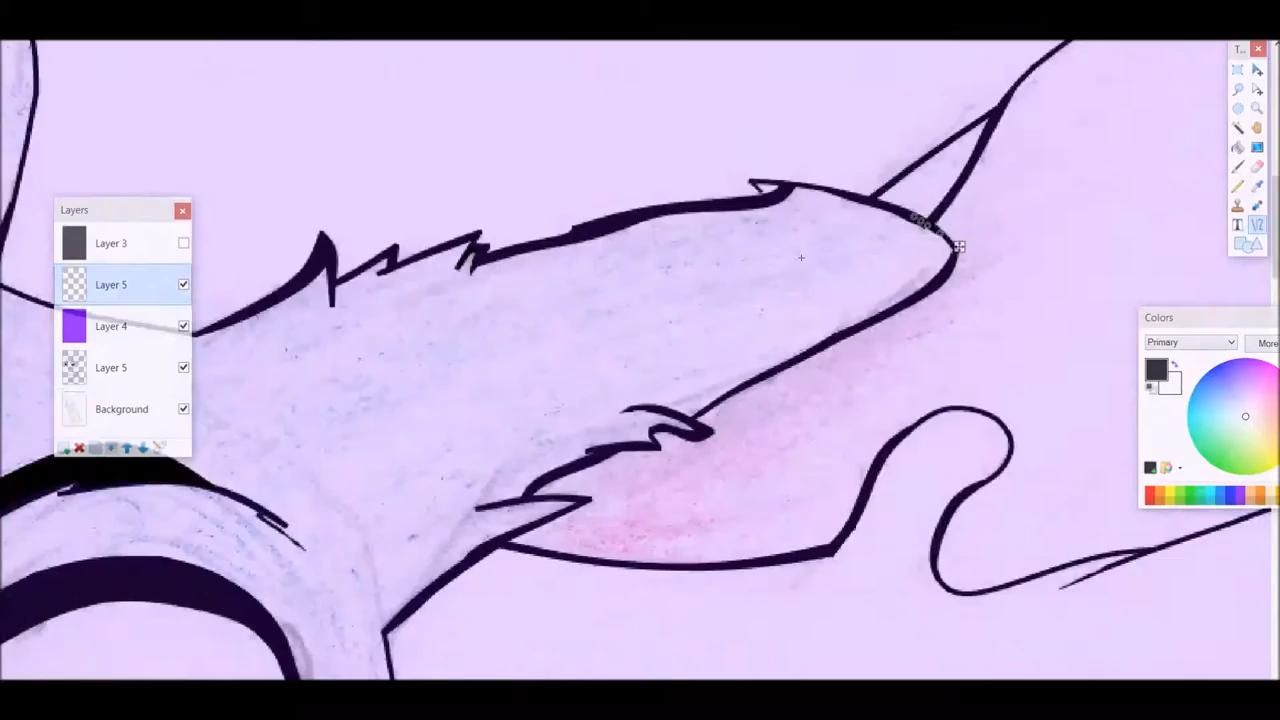 T...
Layers
Layer 3
Layer 5
Layer 4
Layer 5
Background
Colors
Primary
More